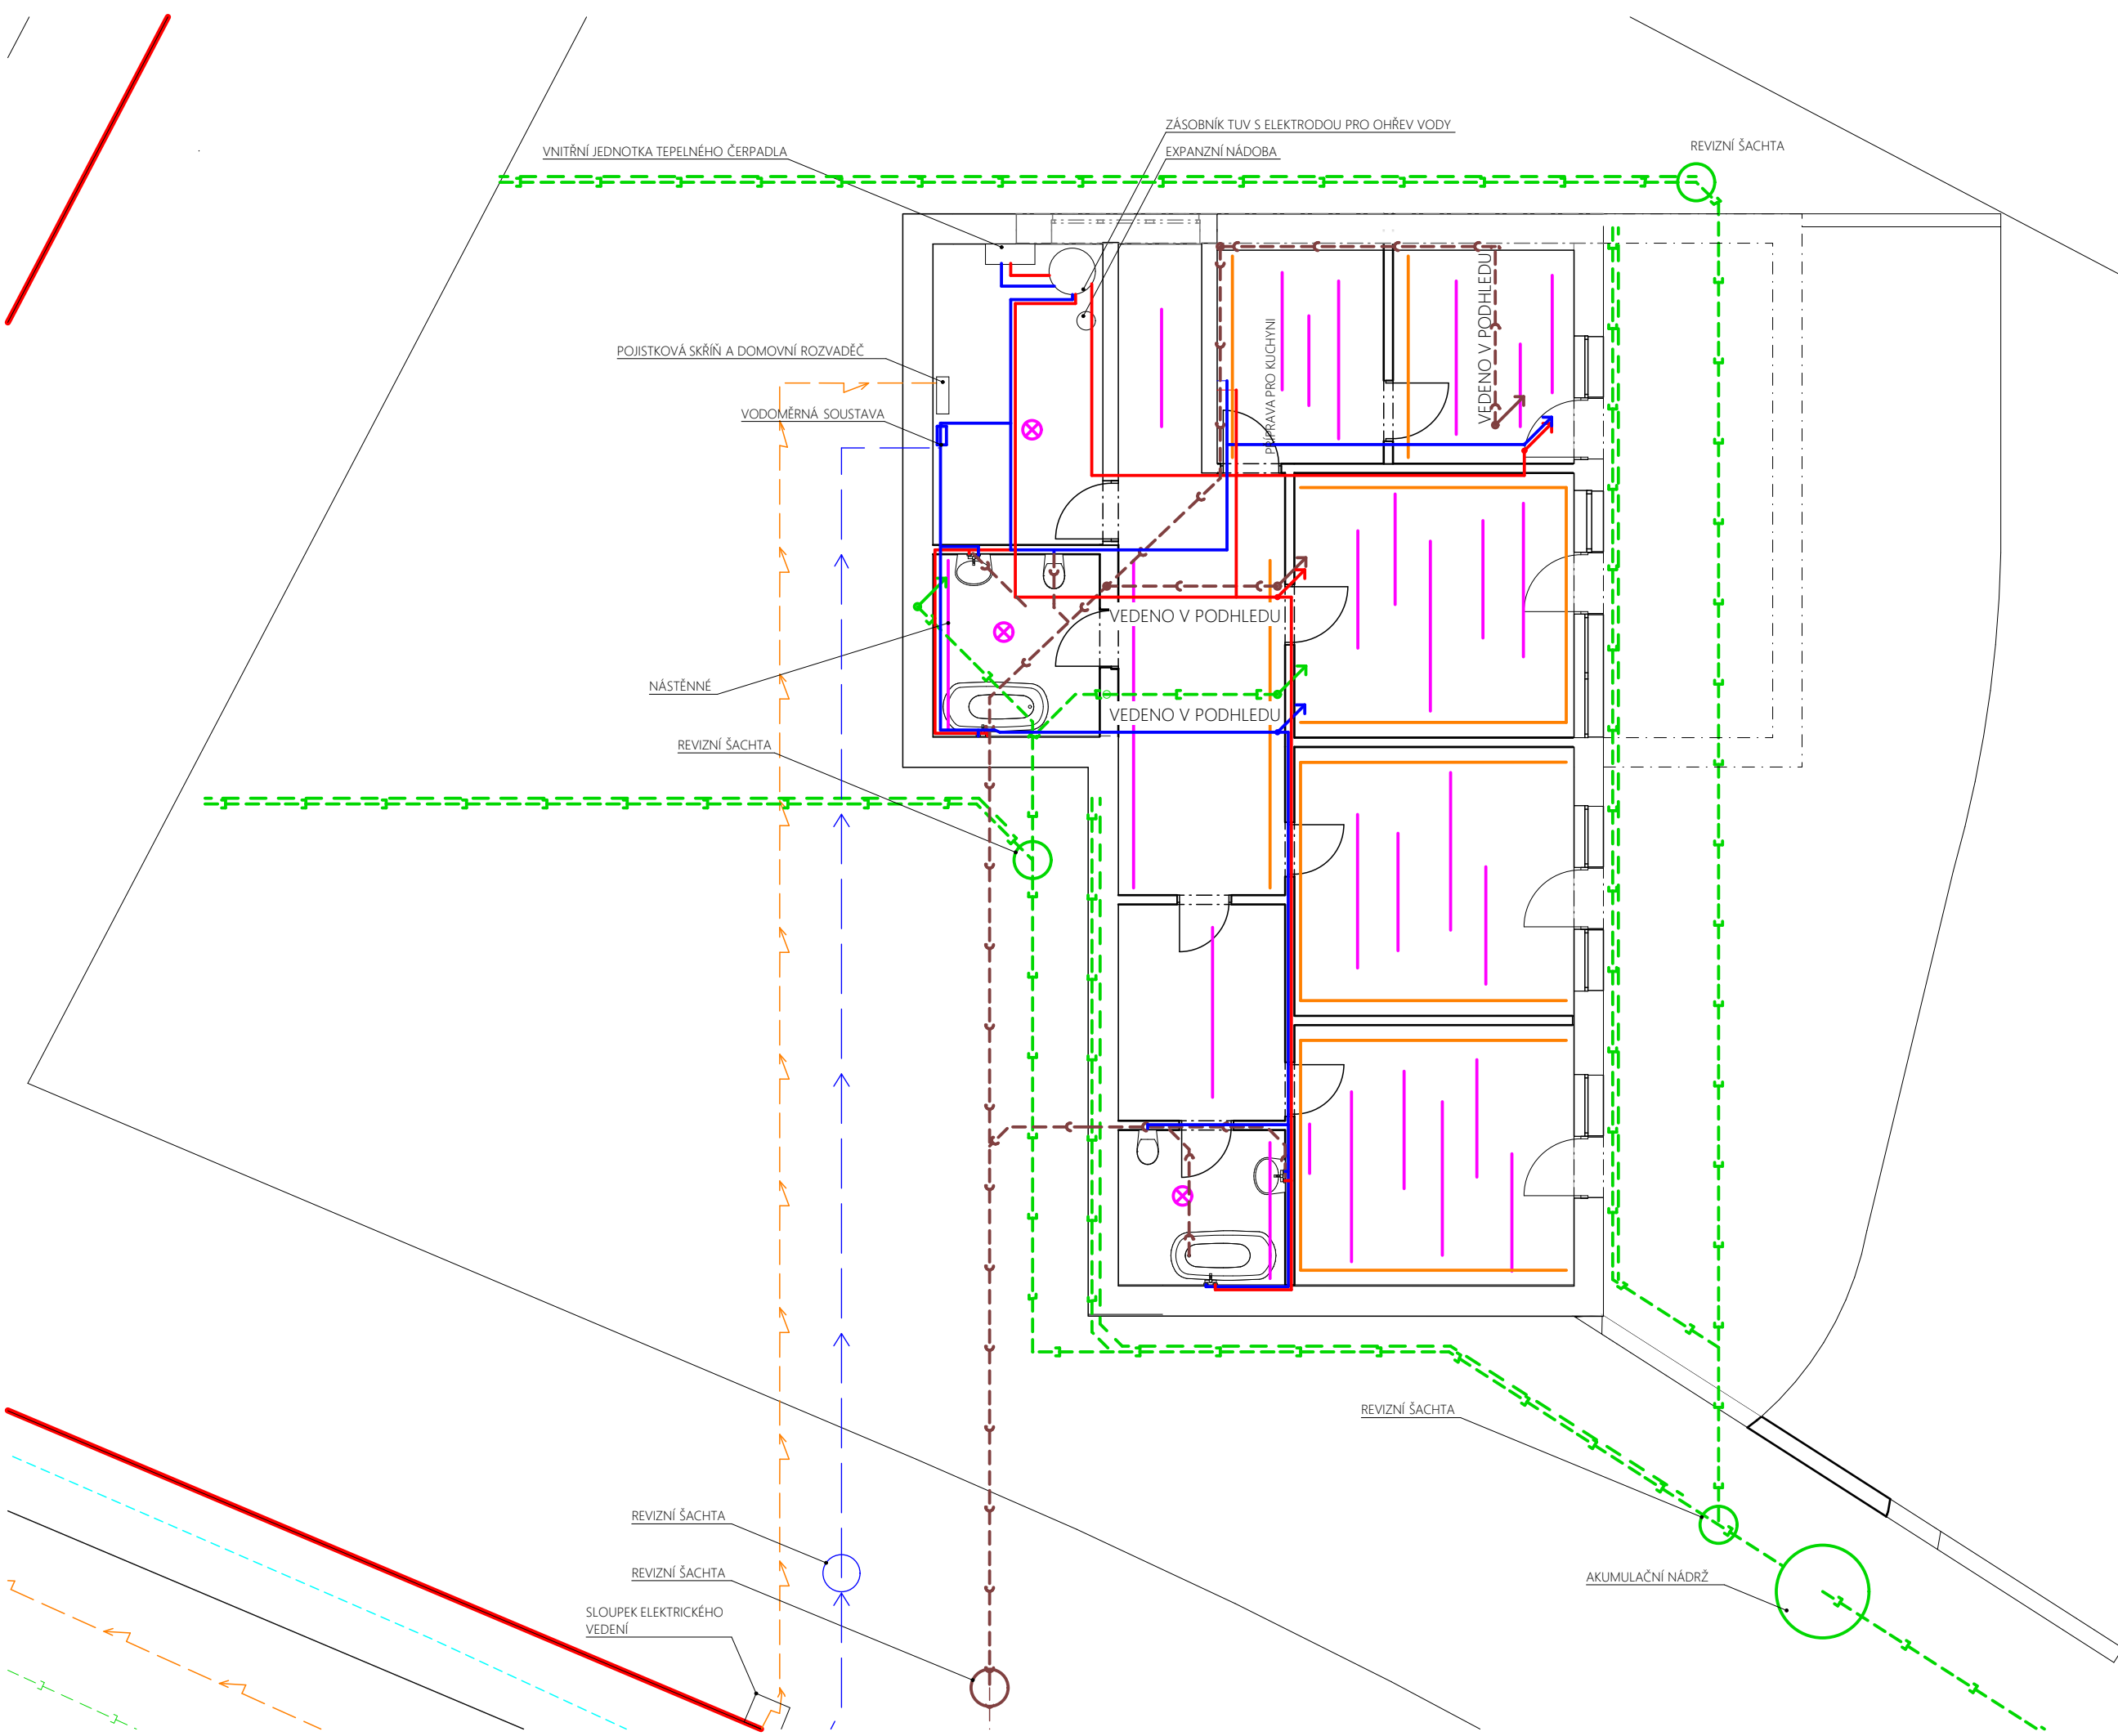 ZÁSOBNÍK TUV S ELEKTRODOU PRO OHŘEV VODY
VNITŘNÍ JEDNOTKA TEPELNÉHO ČERPADLA
EXPANZNÍ NÁDOBA
REVIZNÍ ŠACHTA
POJISTKOVÁ SKŘÍŇ A DOMOVNÍ ROZVADĚČ
PŘÍPRAVA PRO KUCHYNI
VEDENO V PODHLEDU
VODOMĚRNÁ SOUSTAVA
VEDENO V PODHLEDU
NÁSTĚNNÉ
VEDENO V PODHLEDU
REVIZNÍ ŠACHTA
REVIZNÍ ŠACHTA
REVIZNÍ ŠACHTA
REVIZNÍ ŠACHTA
AKUMULAČNÍ NÁDRŽ
SLOUPEK ELEKTRICKÉHO
VEDENÍ